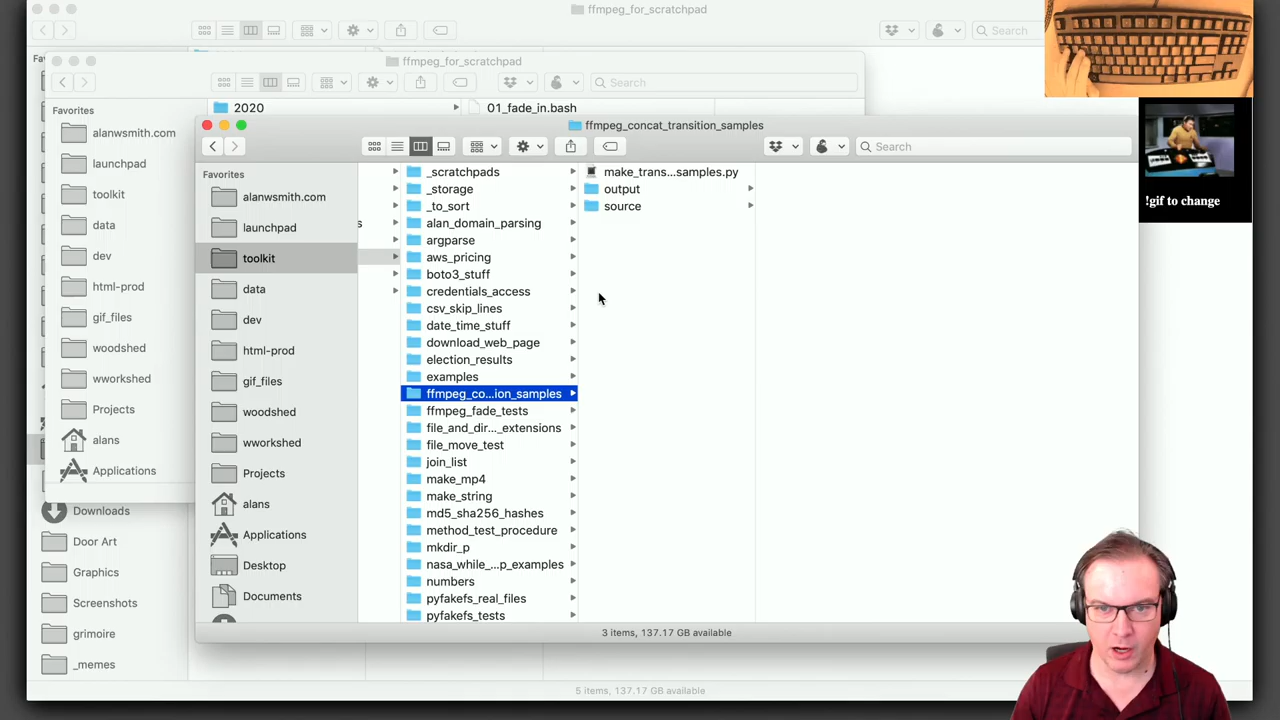 ffmpeg_for_scratchpad
Search
Fa
ffmpeg_for_scratchpad
Search
Favorites
alanwsmith.com
launchpad
toolkit
data
dev
html-prod
gif_files
woodshed
wworkshed
Projects
alans
Applications
2020
01_fade_in.bash
ffmpeg_concat_transition_samples
Search
Favorites
alanwsmith.com
launchpad
toolkit
data
dev
html-prod
gif_files
woodshed
wworkshed
Projects
alans
Applications
Desktop
Documents
s
_scratchpads
_storage
_to_sort
alan_domain_parsing
argparse
aws_pricing
boto3_stuff
credentials_access
csv_skip_lines
date_time_stuff
download_web_page
election_results
examples
ffmpeg_co...ion_samples
ffmpeg_fade_tests
file_and_dir..._extensions
file_move_test
join_list
make_mp4
make_string
md5_sha256_hashes
method_test_procedure
mkdir_p
nasa_while_...p_examples
numbers
pyfakefs_real_files
pyfakefs_tests
make_trans...samples.py
output
source
3 items, 137.17 GB available
Downloads
Door Art
Graphics
Screenshots
grimoire
_memes
5 items, 137.17 GB available
!gif to change